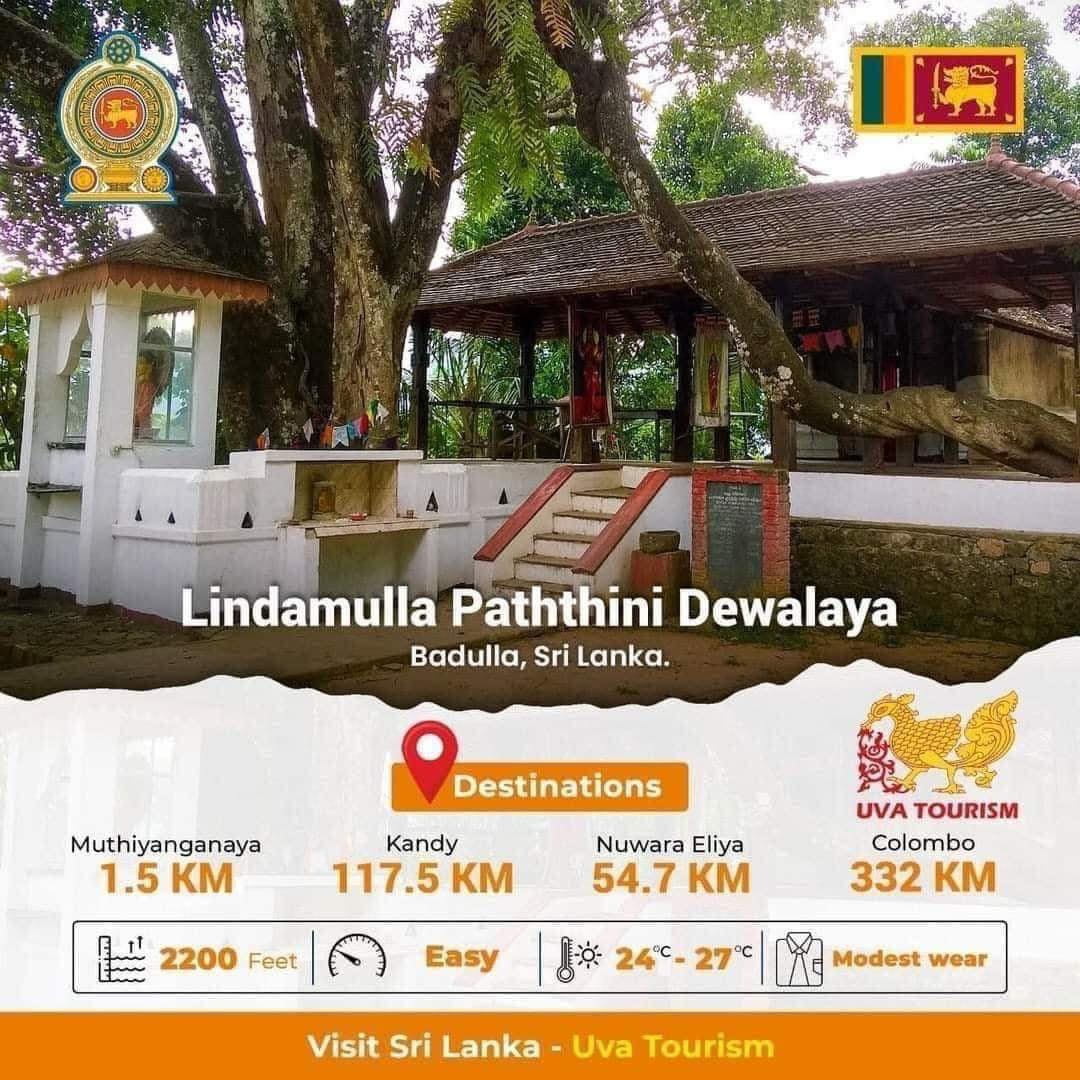 Lindamulla Paththini Dewalaya
Badulla, Sri Lanka.
Destinations
UVA TOURISM
Muthiyanganaya
1.5 KM
Kandy
117.5 KM
Nuwara Eliya
54.7 KM
Colombo
332 KM
2200 Feet
Easy
24°C - 27°C
Modest wear
Visit Sri Lanka - Uva Tourism